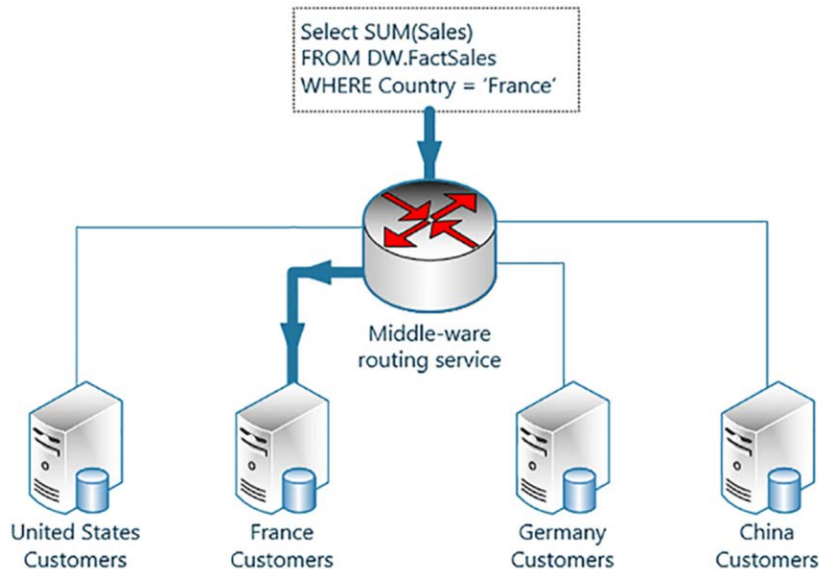 Select SUM(Sales)
FROM DW.FactSales
WHERE Country = ‘France’
Middle-ware
routing service
United States
Customers
France
Customers
Germany
Customers
China
Customers